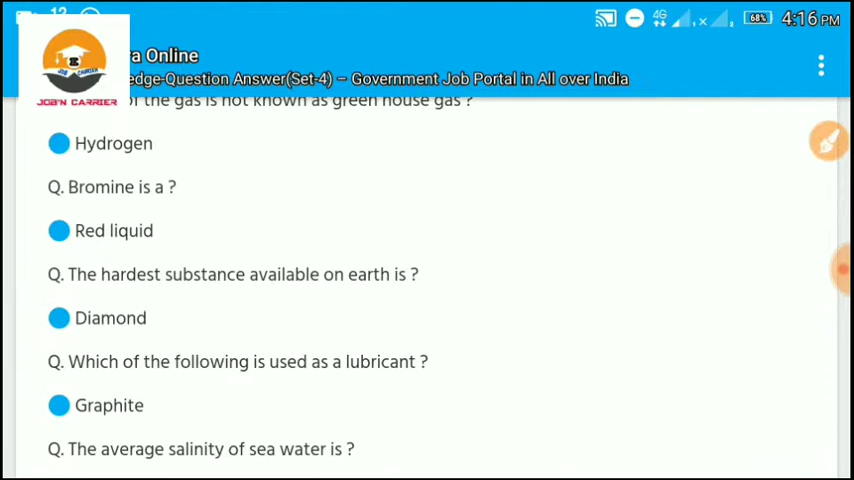 4G
68%
4:16 PM
ra Online
edge-Question Answer(Set-4) – Government Job Portal in All over India
JOB'N CARRIER
of the gas is not known as green house gas ?
Hydrogen
Q. Bromine is a ?
Red liquid
Q. The hardest substance available on earth is ?
Diamond
Q. Which of the following is used as a lubricant ?
Graphite
Q. The average salinity of sea water is ?